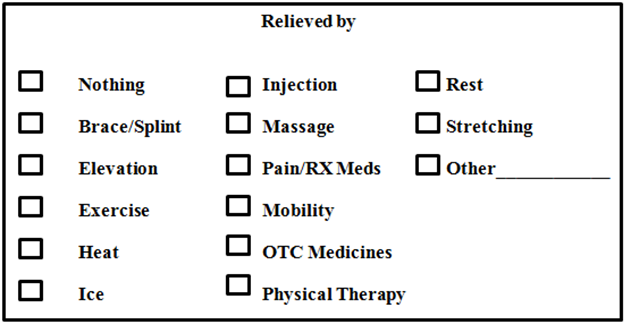 Relieved by
Nothing
Brace/Splint
Elevation
Exercise
Heat
Ice
Injection
Massage
Pain/RX Meds
Mobility
OTC Medicines
Physical Therapy
Rest
Stretching
Other____________